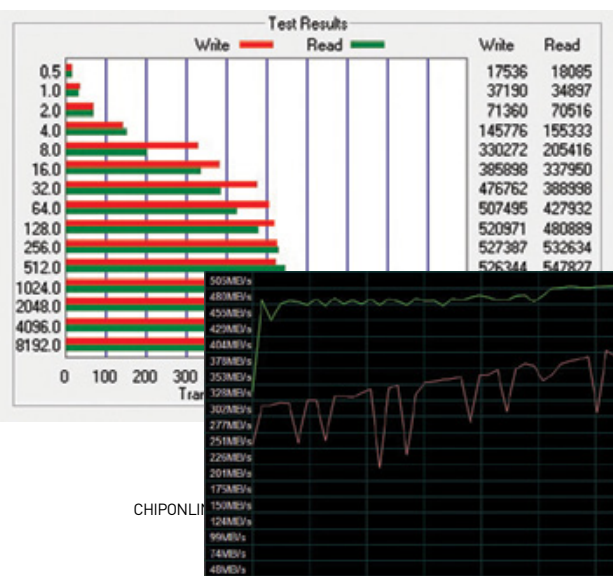 Test Results
Write Read Write Read
0.5 17536 18085
1.0 37190 34897
2.0 71360 70516
4.0 145776 155333
8.0 330272 205416
16.0 385898 337950
32.0 476762 388998
64.0 507495 427932
128.0 520971 480889
256.0 527387 532634
512.0 526344 547827
1024.0
2048.0
4096.0
8192.0
0 100 200 300
505MB/s
480MB/s
455MB/s
429MB/s
404MB/s
378MB/s
353MB/s
328MB/s
302MB/s
277MB/s
251MB/s
226MB/s
201MB/s
175MB/s
150MB/s
124MB/s
99MB/s
74MB/s
48MB/s